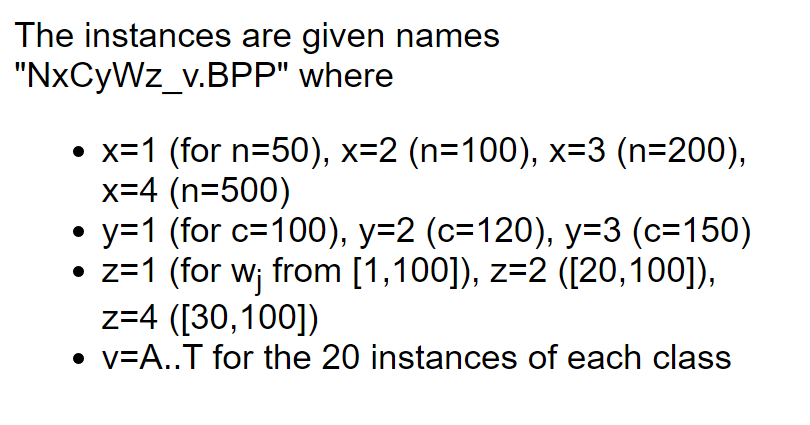 The instances are given names
"NxCyWz_v.BPP" where
• x=1 (for n=50), x=2 (n=100), x=3 (n=200),
x=4 (n=500)
• y=1 (for c=100), y=2 (c=120), y=3 (c=150)
• z=1 (for wj from [1,100]), z=2 ([20,100]),
z=4 ([30,100])
• v=A..T for the 20 instances of each class